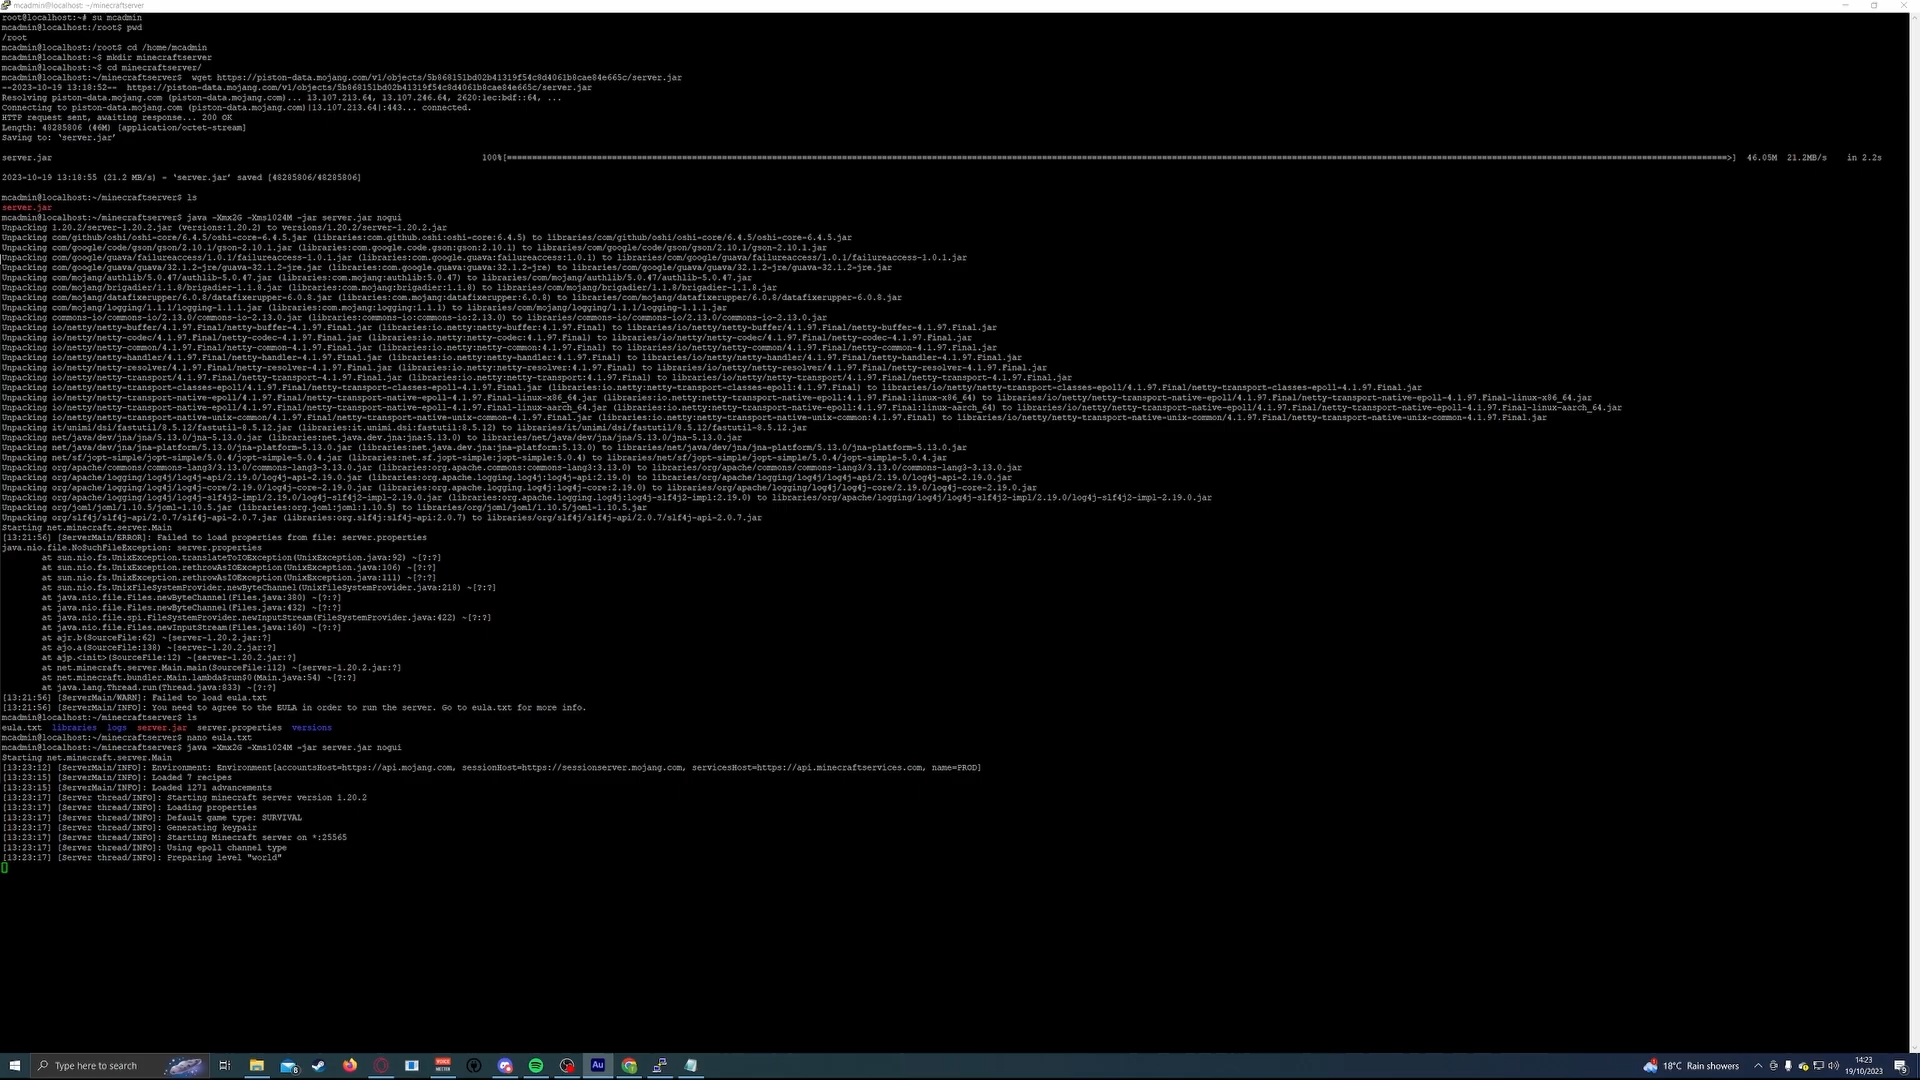 mcadmin@localhost: ~/minecraftserver
root@localhost:~# su mcadmin
mcadmin@localhost:/root$ pwd
/root
mcadmin@localhost:/root$ cd /home/mcadmin
mcadmin@localhost:~$ mkdir minecraftserver
mcadmin@localhost:~$ cd minecraftserver/
mcadmin@localhost:~/minecraftserver$  wget https://piston-data.mojang.com/v1/objects/5b868151bd02b41319f54c8d4061b8cae84e665c/server.jar
--2023-10-19 13:18:52--  https://piston-data.mojang.com/v1/objects/5b868151bd02b41319f54c8d4061b8cae84e665c/server.jar
Resolving piston-data.mojang.com (piston-data.mojang.com)... 13.107.213.64, 13.107.246.64, 2620:1ec:bdf::64, ...
Connecting to piston-data.mojang.com (piston-data.mojang.com)|13.107.213.64|:443... connected.
HTTP request sent, awaiting response... 200 OK
Length: 48285806 (46M) [application/octet-stream]
Saving to: ‘server.jar’
server.jar 100%[=================================================>] 46.05M 21.2MB/s in 2.2s
2023-10-19 13:18:55 (21.2 MB/s) - ‘server.jar’ saved [48285806/48285806]
mcadmin@localhost:~/minecraftserver$ ls
server.jar
mcadmin@localhost:~/minecraftserver$ java -Xmx2G -Xms1024M -jar server.jar nogui
Unpacking 1.20.2/server-1.20.2.jar (versions:1.20.2) to versions/1.20.2/server-1.20.2.jar
Unpacking com/github/oshi/oshi-core/6.4.5/oshi-core-6.4.5.jar (libraries:com.github.oshi:oshi-core:6.4.5) to libraries/com/github/oshi/oshi-core/6.4.5/oshi-core-6.4.5.jar
Unpacking com/google/code/gson/gson/2.10.1/gson-2.10.1.jar (libraries:com.google.code.gson:gson:2.10.1) to libraries/com/google/code/gson/gson/2.10.1/gson-2.10.1.jar
Unpacking com/google/guava/failureaccess/1.0.1/failureaccess-1.0.1.jar (libraries:com.google.guava:failureaccess:1.0.1) to libraries/com/google/guava/failureaccess/1.0.1/failureaccess-1.0.1.jar
Unpacking com/google/guava/guava/32.1.2-jre/guava-32.1.2-jre.jar (libraries:com.google.guava:guava:32.1.2-jre) to libraries/com/google/guava/guava/32.1.2-jre/guava-32.1.2-jre.jar
Unpacking com/mojang/authlib/5.0.47/authlib-5.0.47.jar (libraries:com.mojang:authlib:5.0.47) to libraries/com/mojang/authlib/5.0.47/authlib-5.0.47.jar
Unpacking com/mojang/brigadier/1.1.8/brigadier-1.1.8.jar (libraries:com.mojang:brigadier:1.1.8) to libraries/com/mojang/brigadier/1.1.8/brigadier-1.1.8.jar
Unpacking com/mojang/datafixerupper/6.0.8/datafixerupper-6.0.8.jar (libraries:com.mojang:datafixerupper:6.0.8) to libraries/com/mojang/datafixerupper/6.0.8/datafixerupper-6.0.8.jar
Unpacking com/mojang/logging/1.1.1/logging-1.1.1.jar (libraries:com.mojang:logging:1.1.1) to libraries/com/mojang/logging/1.1.1/logging-1.1.1.jar
Unpacking commons-io/commons-io/2.13.0/commons-io-2.13.0.jar (libraries:commons-io:commons-io:2.13.0) to libraries/commons-io/commons-io/2.13.0/commons-io-2.13.0.jar
Unpacking io/netty/netty-buffer/4.1.97.Final/netty-buffer-4.1.97.Final.jar (libraries:io.netty:netty-buffer:4.1.97.Final) to libraries/io/netty/netty-buffer/4.1.97.Final/netty-buffer-4.1.97.Final.jar
Unpacking io/netty/netty-codec/4.1.97.Final/netty-codec-4.1.97.Final.jar (libraries:io.netty:netty-codec:4.1.97.Final) to libraries/io/netty/netty-codec/4.1.97.Final/netty-codec-4.1.97.Final.jar
Unpacking io/netty/netty-common/4.1.97.Final/netty-common-4.1.97.Final.jar (libraries:io.netty:netty-common:4.1.97.Final) to libraries/io/netty/netty-common/4.1.97.Final/netty-common-4.1.97.Final.jar
Unpacking io/netty/netty-handler/4.1.97.Final/netty-handler-4.1.97.Final.jar (libraries:io.netty:netty-handler:4.1.97.Final) to libraries/io/netty/netty-handler/4.1.97.Final/netty-handler-4.1.97.Final.jar
Unpacking io/netty/netty-resolver/4.1.97.Final/netty-resolver-4.1.97.Final.jar (libraries:io.netty:netty-resolver:4.1.97.Final) to libraries/io/netty/netty-resolver/4.1.97.Final/netty-resolver-4.1.97.Final.jar
Unpacking io/netty/netty-transport/4.1.97.Final/netty-transport-4.1.97.Final.jar (libraries:io.netty:netty-transport:4.1.97.Final) to libraries/io/netty/netty-transport/4.1.97.Final/netty-transport-4.1.97.Final.jar
Unpacking io/netty/netty-transport-classes-epoll/4.1.97.Final/netty-transport-classes-epoll-4.1.97.Final.jar (libraries:io.netty:netty-transport-classes-epoll:4.1.97.Final) to libraries/io/netty/netty-transport-classes-epoll/4.1.97.Final/netty-transport-classes-epoll-4.1.97.Final.jar
Unpacking io/netty/netty-transport-native-epoll/4.1.97.Final/netty-transport-native-epoll-4.1.97.Final-linux-x86_64.jar (libraries:io.netty:netty-transport-native-epoll:4.1.97.Final:linux-x86_64) to libraries/io/netty/netty-transport-native-epoll/4.1.97.Final/netty-transport-native-epoll-4.1.97.Final-linux-x86_64.jar
Unpacking io/netty/netty-transport-native-epoll/4.1.97.Final/netty-transport-native-epoll-4.1.97.Final-linux-aarch_64.jar (libraries:io.netty:netty-transport-native-epoll:4.1.97.Final:linux-aarch_64) to libraries/io/netty/netty-transport-native-epoll/4.1.97.Final/netty-transport-native-epoll-4.1.97.Final-linux-aarch_64.jar
Unpacking io/netty/netty-transport-native-unix-common/4.1.97.Final/netty-transport-native-unix-common-4.1.97.Final.jar (libraries:io.netty:netty-transport-native-unix-common:4.1.97.Final) to libraries/io/netty/netty-transport-native-unix-common/4.1.97.Final/netty-transport-native-unix-common-4.1.97.Final.jar
Unpacking it/unimi/dsi/fastutil/8.5.12/fastutil-8.5.12.jar (libraries:it.unimi.dsi:fastutil:8.5.12) to libraries/it/unimi/dsi/fastutil/8.5.12/fastutil-8.5.12.jar
Unpacking net/java/dev/jna/jna/5.13.0/jna-5.13.0.jar (libraries:net.java.dev.jna:jna:5.13.0) to libraries/net/java/dev/jna/jna/5.13.0/jna-5.13.0.jar
Unpacking net/java/dev/jna/jna-platform/5.13.0/jna-platform-5.13.0.jar (libraries:net.java.dev.jna:jna-platform:5.13.0) to libraries/net/java/dev/jna/jna-platform/5.13.0/jna-platform-5.13.0.jar
Unpacking net/sf/jopt-simple/jopt-simple/5.0.4/jopt-simple-5.0.4.jar (libraries:net.sf.jopt-simple:jopt-simple:5.0.4) to libraries/net/sf/jopt-simple/jopt-simple/5.0.4/jopt-simple-5.0.4.jar
Unpacking org/apache/commons/commons-lang3/3.13.0/commons-lang3-3.13.0.jar (libraries:org.apache.commons:commons-lang3:3.13.0) to libraries/org/apache/commons/commons-lang3/3.13.0/commons-lang3-3.13.0.jar
Unpacking org/apache/logging/log4j/log4j-api/2.19.0/log4j-api-2.19.0.jar (libraries:org.apache.logging.log4j:log4j-api:2.19.0) to libraries/org/apache/logging/log4j/log4j-api/2.19.0/log4j-api-2.19.0.jar
Unpacking org/apache/logging/log4j/log4j-core/2.19.0/log4j-core-2.19.0.jar (libraries:org.apache.logging.log4j:log4j-core:2.19.0) to libraries/org/apache/logging/log4j/log4j-core/2.19.0/log4j-core-2.19.0.jar
Unpacking org/apache/logging/log4j/log4j-slf4j2-impl/2.19.0/log4j-slf4j2-impl-2.19.0.jar (libraries:org.apache.logging.log4j:log4j-slf4j2-impl:2.19.0) to libraries/org/apache/logging/log4j/log4j-slf4j2-impl/2.19.0/log4j-slf4j2-impl-2.19.0.jar
Unpacking org/joml/joml/1.10.5/joml-1.10.5.jar (libraries:org.joml:joml:1.10.5) to libraries/org/joml/joml/1.10.5/joml-1.10.5.jar
Unpacking org/slf4j/slf4j-api/2.0.7/slf4j-api-2.0.7.jar (libraries:org.slf4j:slf4j-api:2.0.7) to libraries/org/slf4j/slf4j-api/2.0.7/slf4j-api-2.0.7.jar
Starting net.minecraft.server.Main
[13:21:56] [ServerMain/ERROR]: Failed to load properties from file: server.properties
java.nio.file.NoSuchFileException: server.properties
at sun.nio.fs.UnixException.translateToIOException(UnixException.java:92) ~[?:?]
at sun.nio.fs.UnixException.rethrowAsIOException(UnixException.java:106) ~[?:?]
at sun.nio.fs.UnixException.rethrowAsIOException(UnixException.java:111) ~[?:?]
at sun.nio.fs.UnixFileSystemProvider.newByteChannel(UnixFileSystemProvider.java:218) ~[?:?]
at java.nio.file.Files.newByteChannel(Files.java:380) ~[?:?]
at java.nio.file.Files.newByteChannel(Files.java:432) ~[?:?]
at java.nio.file.spi.FileSystemProvider.newInputStream(FileSystemProvider.java:422) ~[?:?]
at java.nio.file.Files.newInputStream(Files.java:160) ~[?:?]
at ajr.b(SourceFile:62) ~[server-1.20.2.jar:?]
at ajo.a(SourceFile:138) ~[server-1.20.2.jar:?]
at ajp.<init>(SourceFile:12) ~[server-1.20.2.jar:?]
at net.minecraft.server.Main.main(SourceFile:112) ~[server-1.20.2.jar:?]
at net.minecraft.bundler.Main.lambda$run$0(Main.java:54) ~[?:?]
at java.lang.Thread.run(Thread.java:833) ~[?:?]
[13:21:56] [ServerMain/WARN]: Failed to load eula.txt
[13:21:56] [ServerMain/INFO]: You need to agree to the EULA in order to run the server. Go to eula.txt for more info.
mcadmin@localhost:~/minecraftserver$ ls
eula.txt  libraries  logs  server.jar  server.properties  versions
mcadmin@localhost:~/minecraftserver$ nano eula.txt
mcadmin@localhost:~/minecraftserver$ java -Xmx2G -Xms1024M -jar server.jar nogui
Starting net.minecraft.server.Main
[13:23:12] [ServerMain/INFO]: Environment: Environment[accountsHost=https://api.mojang.com, sessionHost=https://sessionserver.mojang.com, servicesHost=https://api.minecraftservices.com, name=PROD]
[13:23:15] [ServerMain/INFO]: Loaded 7 recipes
[13:23:15] [ServerMain/INFO]: Loaded 1271 advancements
[13:23:17] [Server thread/INFO]: Starting minecraft server version 1.20.2
[13:23:17] [Server thread/INFO]: Loading properties
[13:23:17] [Server thread/INFO]: Default game type: SURVIVAL
[13:23:17] [Server thread/INFO]: Generating keypair
[13:23:17] [Server thread/INFO]: Starting Minecraft server on *:25565
[13:23:17] [Server thread/INFO]: Using epoll channel type
[13:23:17] [Server thread/INFO]: Preparing level "world"
Type here to search
Au
18°C Rain showers
14:23
19/10/2023